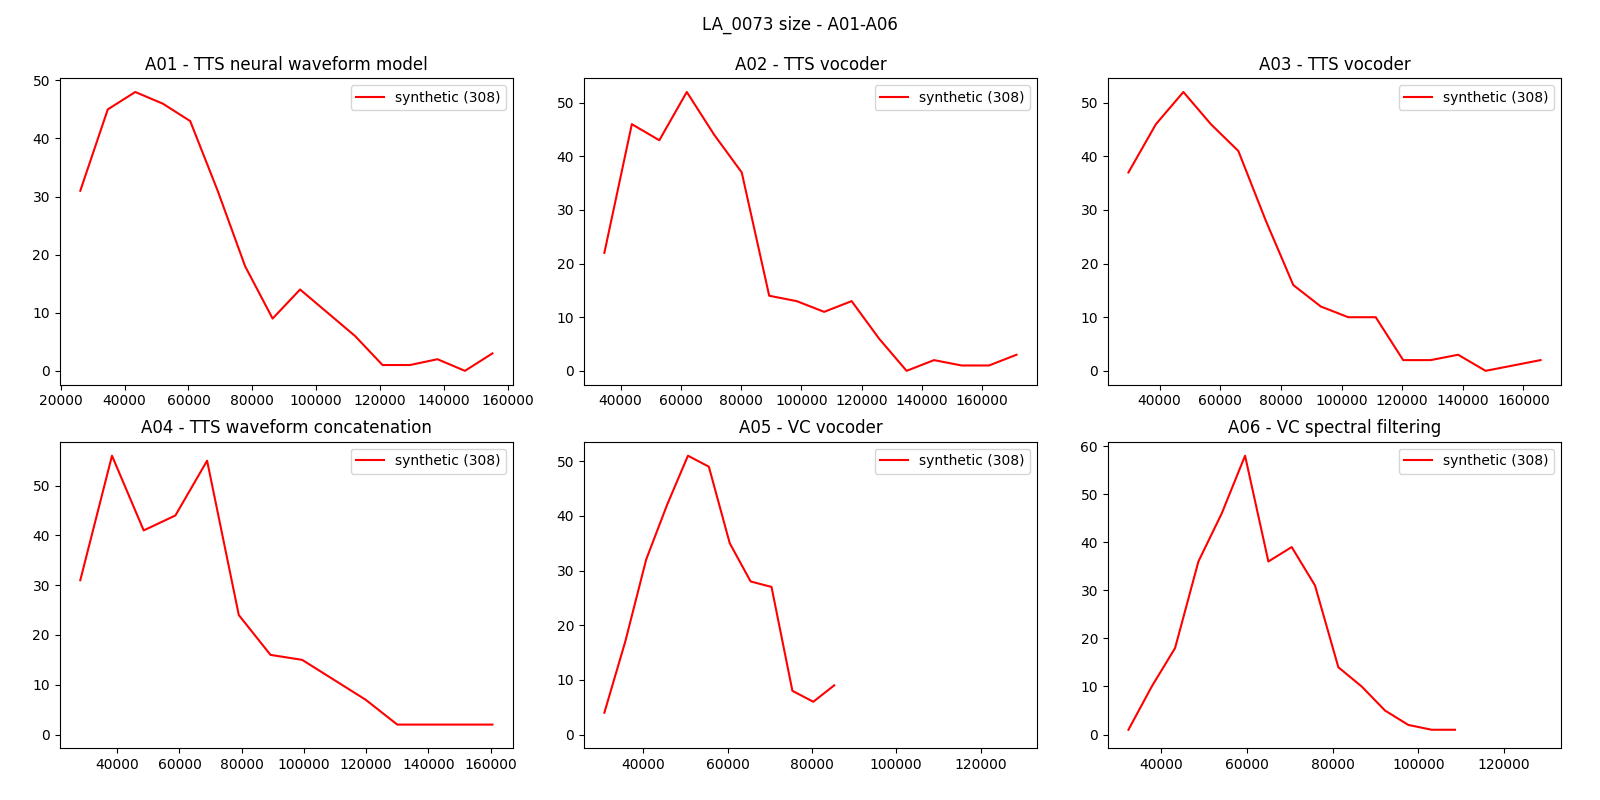 LA_0073 size - A01-A06
A01 - TTS neural waveform model
synthetic (308)
50
40
30
20
10
0
20000 40000 60000 80000 100000 120000 140000 160000
A02 - TTS vocoder
synthetic (308)
50
40
30
20
10
0
40000 60000 80000 100000 120000 140000 160000
A03 - TTS vocoder
synthetic (308)
50
40
30
20
10
0
40000 60000 80000 100000 120000 140000 160000
A04 - TTS waveform concatenation
synthetic (308)
50
40
30
20
10
0
40000 60000 80000 100000 120000 140000 160000
A05 - VC vocoder
synthetic (308)
50
40
30
20
10
0
40000 60000 80000 100000 120000
A06 - VC spectral filtering
synthetic (308)
60
50
40
30
20
10
0
40000 60000 80000 100000 120000